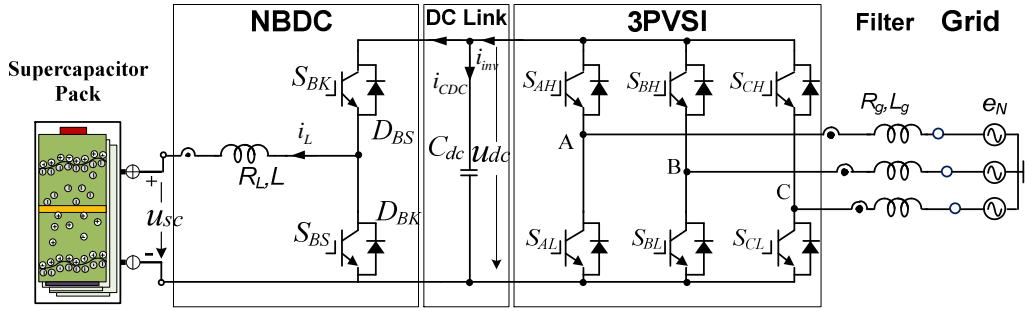 NBDC
DC Link
3PVSI
Filter
Grid
Supercapacitor
Pack
S_BK
i_CDC
i_inv
S_AH
S_BH
S_CH
R_g,L_g
e_N
D_BS
i_L
C_dc
u_dc
A
B
C
R_L,L
+
u_sc
-
D_BK
S_BS
S_AL
S_BL
S_CL